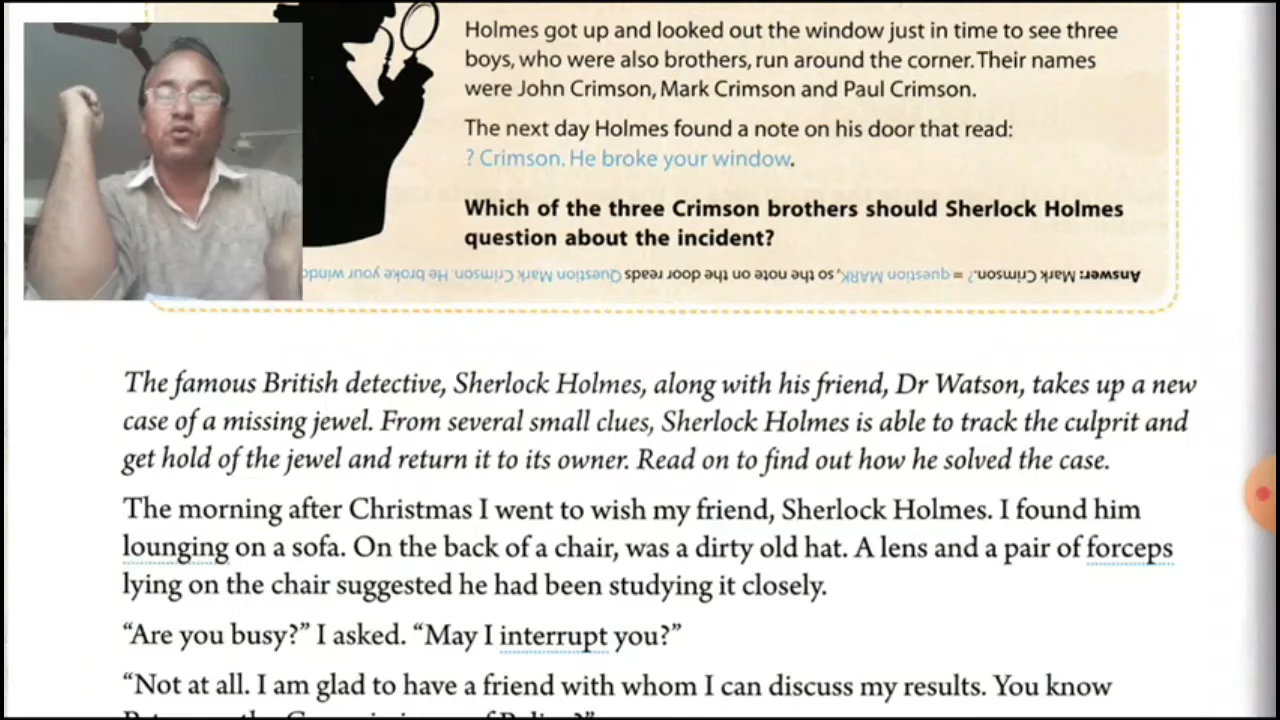 Holmes got up and looked out the window just in time to see three
boys, who were also brothers, run around the corner. Their names
were John Crimson, Mark Crimson and Paul Crimson.
The next day Holmes found a note on his door that read:
? Crimson. He broke your window.
Which of the three Crimson brothers should Sherlock Holmes
question about the incident?
Answer: Mark Crimson. ? = question MARK, so the note on the door reads Question Mark Crimson. He broke your
The famous British detective, Sherlock Holmes, along with his friend, Dr Watson, takes up a new
case of a missing jewel. From several small clues, Sherlock Holmes is able to track the culprit and
get hold of the jewel and return it to its owner. Read on to find out how he solved the case.
The morning after Christmas I went to wish my friend, Sherlock Holmes. I found him
lounging on a sofa. On the back of a chair, was a dirty old hat. A lens and a pair of forceps
lying on the chair suggested he had been studying it closely.
“Are you busy?” I asked. “May I interrupt you?”
“Not at all. I am glad to have a friend with whom I can discuss my results. You know